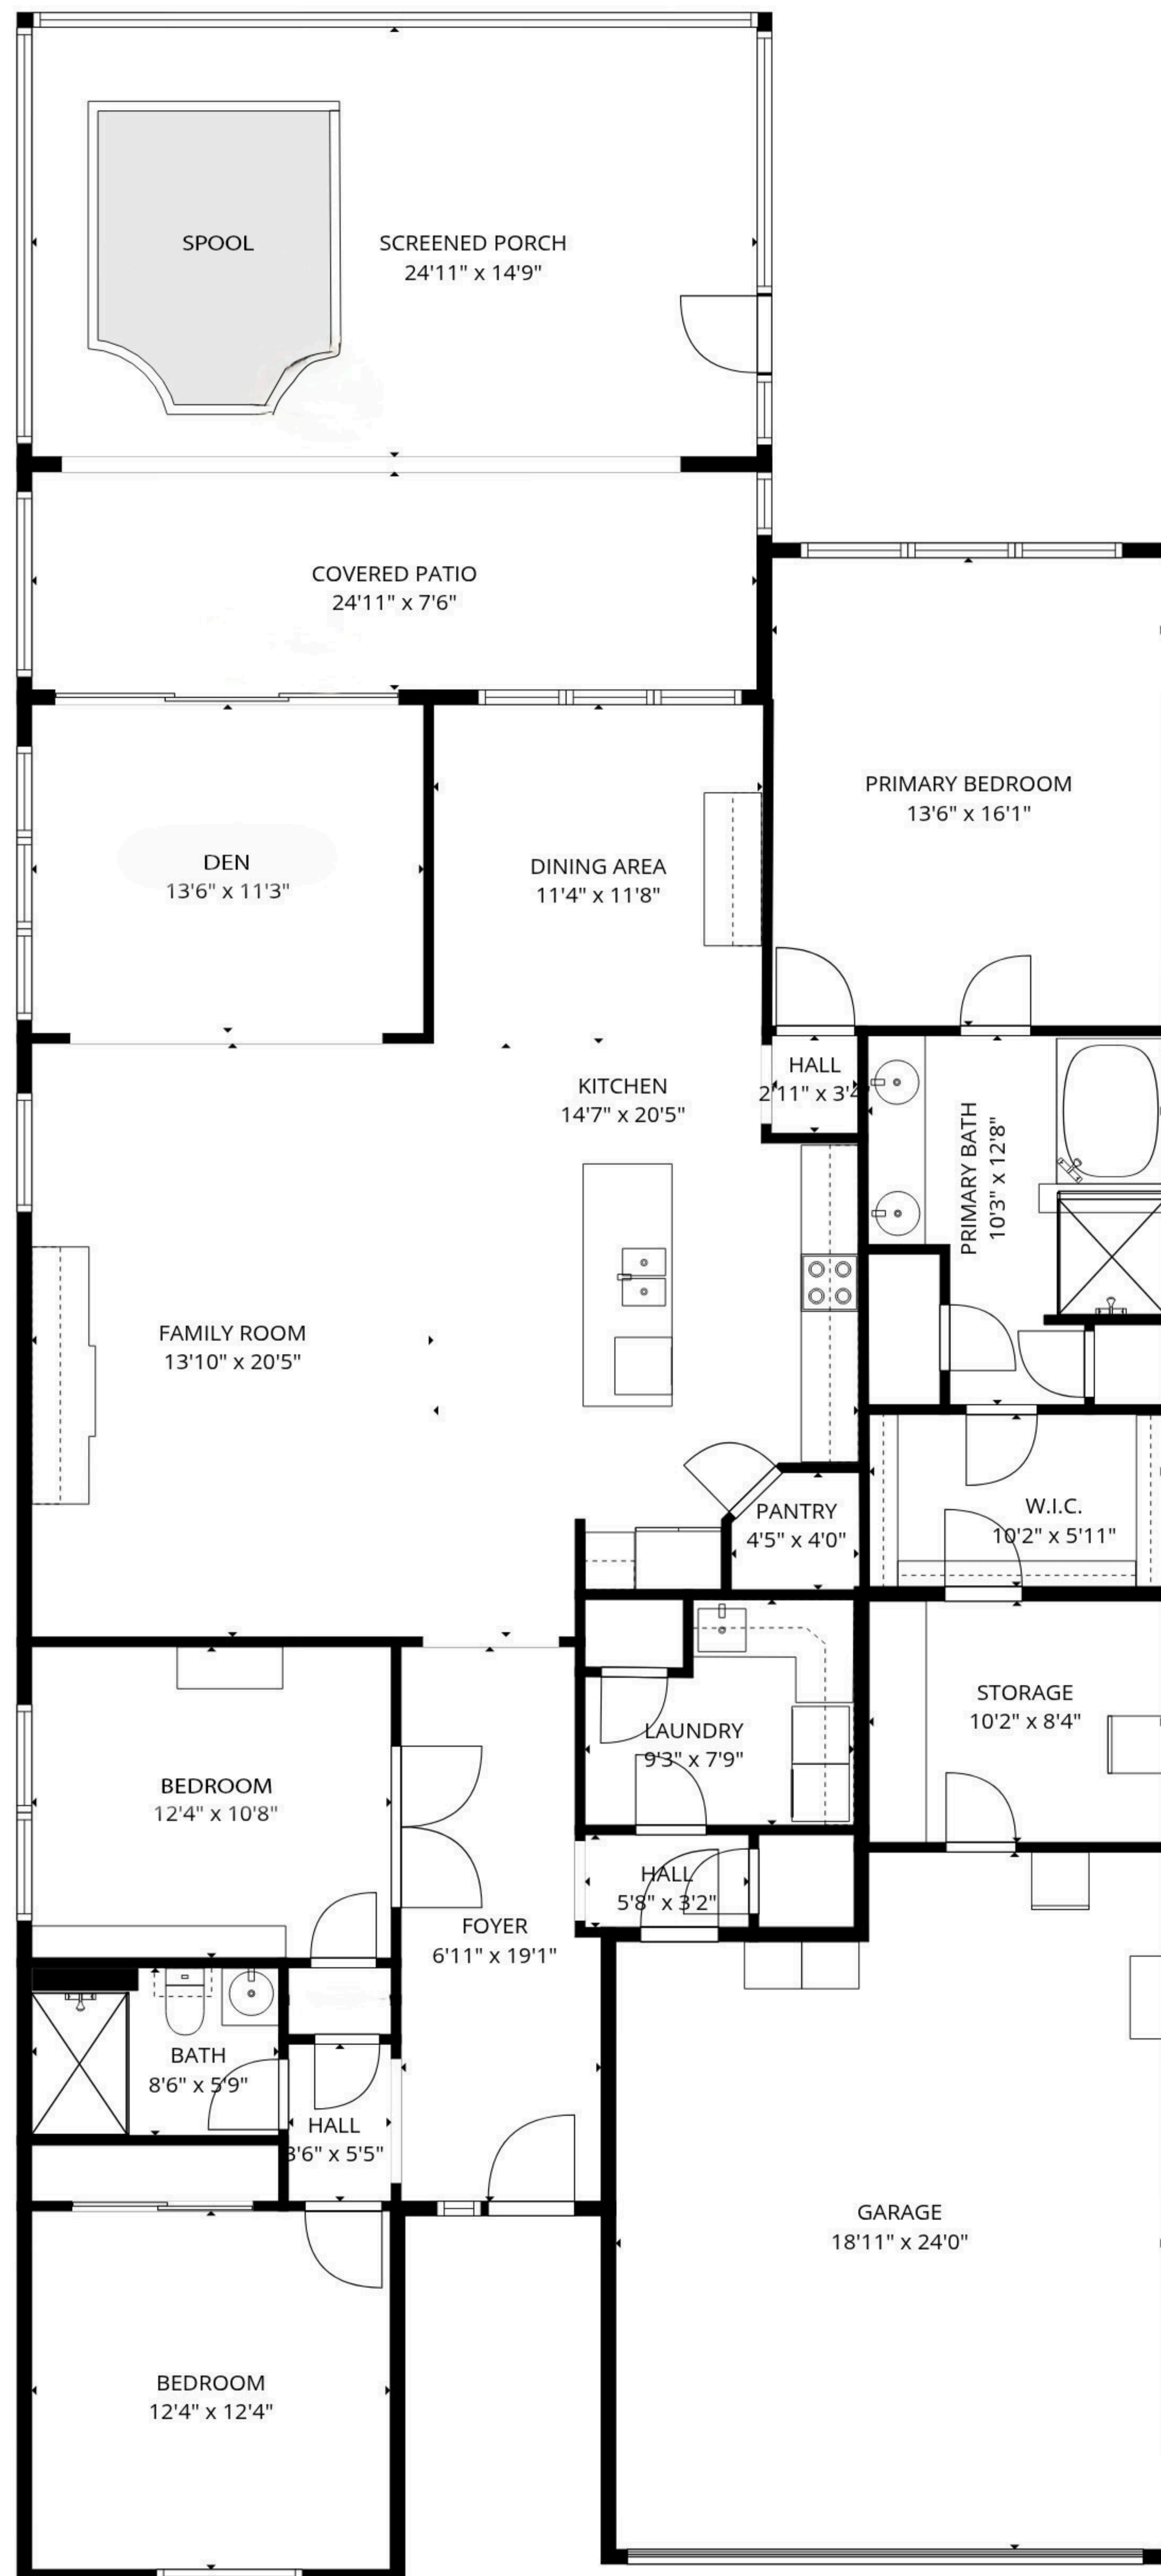 SPOOL
SCREENED PORCH
24'11" x 14'9"
COVERED PATIO
24'11" x 7'6"
PRIMARY BEDROOM
13'6" x 16'1"
DEN
13'6" x 11'3"
DINING AREA
11'4" x 11'8"
HALL
2'11" x 3'4"
KITCHEN
14'7" x 20'5"
PRIMARY BATH
10'3" x 12'8"
FAMILY ROOM
13'10" x 20'5"
PANTRY
4'5" x 4'0"
W.I.C.
10'2" x 5'11"
STORAGE
10'2" x 8'4"
LAUNDRY
9'3" x 7'9"
BEDROOM
12'4" x 10'8"
HALL
5'8" x 3'2"
FOYER
6'11" x 19'1"
BATH
8'6" x 5'9"
HALL
3'6" x 5'5"
GARAGE
18'11" x 24'0"
BEDROOM
12'4" x 12'4"